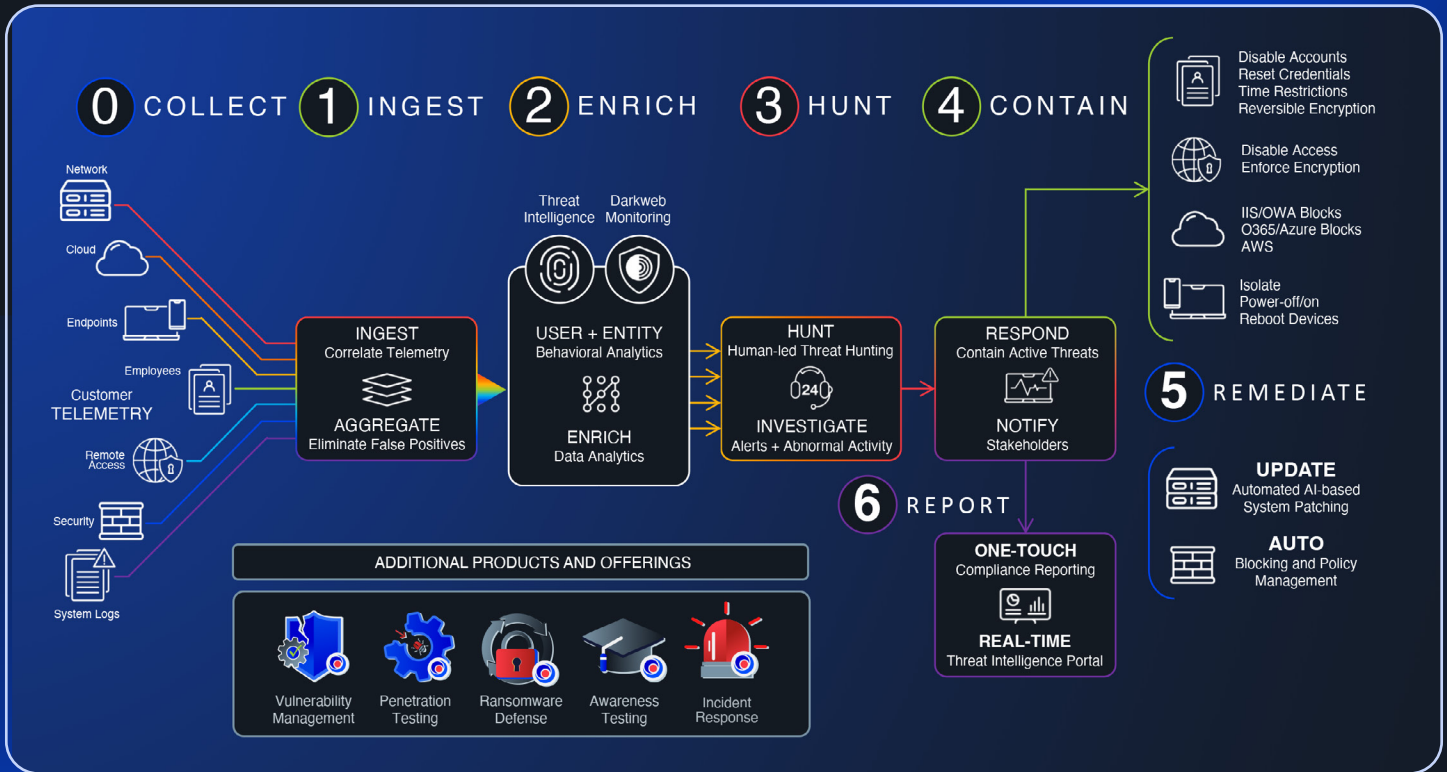 0 COLLECT
1 INGEST
2 ENRICH
3 HUNT
4 CONTAIN
Network
Cloud
Endpoints
Employees
Customer
TELEMETRY
Remote
Access
Security
System Logs
INGEST
Correlate Telemetry
AGGREGATE
Eliminate False Positives
Threat
Intelligence
Darkweb
Monitoring
USER + ENTITY
Behavioral Analytics
ENRICH
Data Analytics
HUNT
Human-led Threat Hunting
24
INVESTIGATE
Alerts + Abnormal Activity
RESPOND
Contain Active Threats
NOTIFY
Stakeholders
Disable Accounts
Reset Credentials
Time Restrictions
Reversible Encryption
Disable Access
Enforce Encryption
IIS/OWA Blocks
O365/Azure Blocks
AWS
Isolate
Power-off/on
Reboot Devices
5 REMEDIATE
UPDATE
Automated AI-based
System Patching
AUTO
Blocking and Policy
Management
6 REPORT
ONE-TOUCH
Compliance Reporting
REAL-TIME
Threat Intelligence Portal
ADDITIONAL PRODUCTS AND OFFERINGS
Vulnerability
Management
Penetration
Testing
Ransomware
Defense
Awareness
Testing
Incident
Response